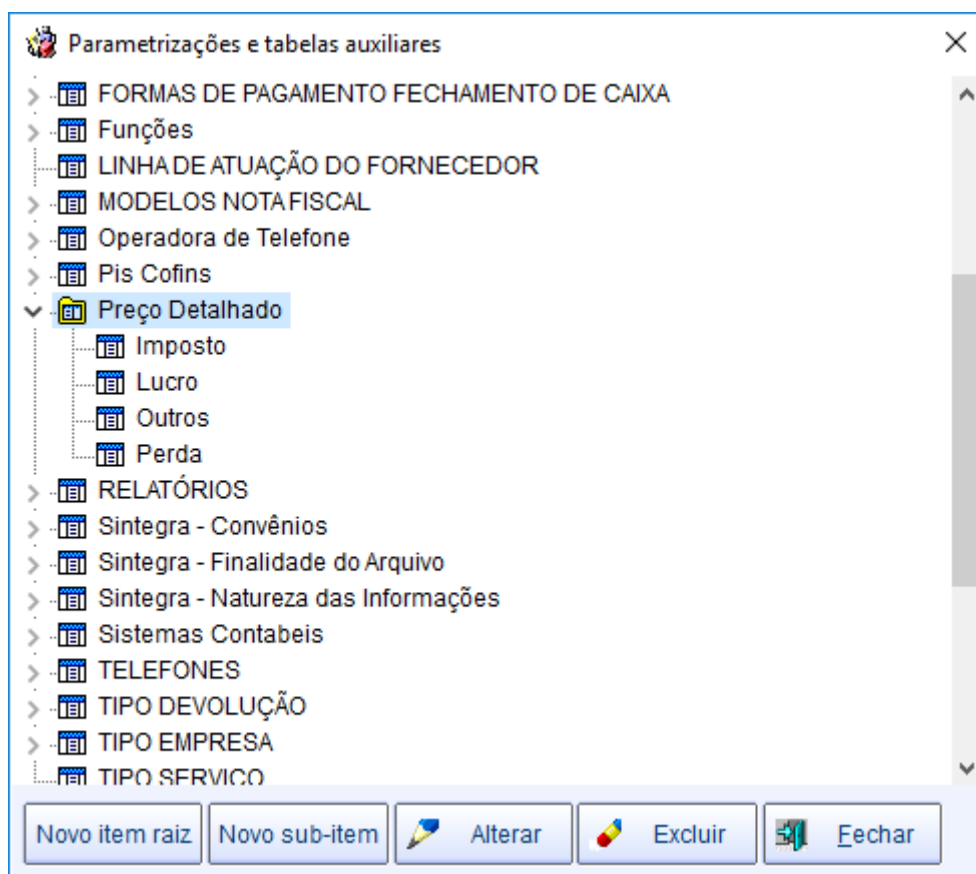 Parametrizações e tabelas auxiliares
FORMAS DE PAGAMENTO FECHAMENTO DE CAIXA
Funções
LINHA DE ATUAÇÃO DO FORNECEDOR
MODELOS NOTA FISCAL
Operadora de Telefone
Pis Cofins
Preço Detalhado
Imposto
Lucro
Outros
Perda
RELATÓRIOS
Sintegra - Convênios
Sintegra - Finalidade do Arquivo
Sintegra - Natureza das Informações
Sistemas Contabeis
TELEFONES
TIPO DEVOLUÇÃO
TIPO EMPRESA
TIPO SERVICO
Novo item raiz Novo sub-item Alterar Excluir Fechar